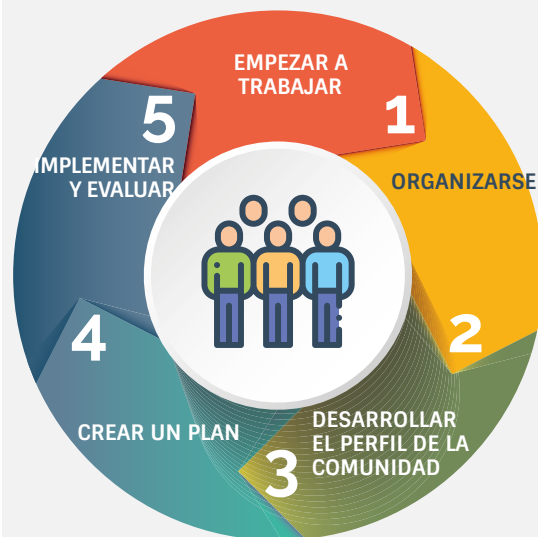 EMPEZAR A
TRABAJAR
1
ORGANIZARSE
2
DESARROLLAR
EL PERFIL DE LA
COMUNIDAD
3
CREAR UN PLAN
4
IMPLEMENTAR
Y EVALUAR
5